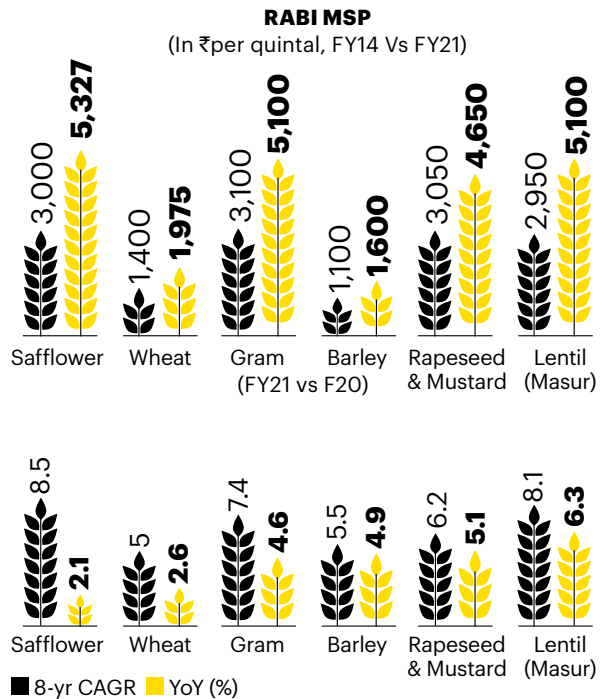 RABI MSP
(In ₹per quintal, FY14 Vs FY21)
3,000 5,327 1,400 1,975 3,100 5,100 1,100 1,600 3,050 4,650 2,950 5,100
Safflower Wheat Gram Barley Rapeseed Lentil
& Mustard (Masur)
(FY21 vs F20)
8.5 2.1 5 2.6 7.4 4.6 5.5 4.9 6.2 5.1 8.1 6.3
Safflower Wheat Gram Barley Rapeseed Lentil
& Mustard (Masur)
8-yr CAGR YoY (%)